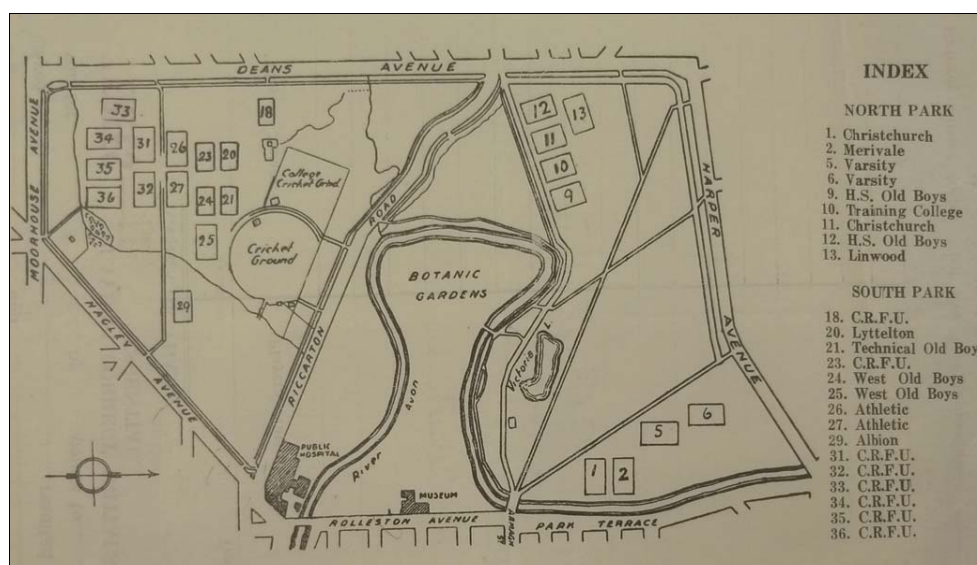 DEANS AVENUE
MOORHOUSE AVENUE
HAGLEY AVENUE
RICCARTON ROAD
HARPER AVENUE
33
34
31
35
36
32
26
27
23
20
24
21
25
29
18
College
Cricket Grnd.
Cricket
Ground
BOTANIC
GARDENS
River Avon
Victoria L.
12
13
11
10
9
5
6
1
2
PUBLIC
HOSPITAL
MUSEUM
ROLLESTON AVENUE
ARMAGH ST
PARK TERRACE
INDEX
NORTH PARK
1. Christchurch
2. Merivale
5. Varsity
6. Varsity
9. H.S. Old Boys
10. Training College
11. Christchurch
12. H.S. Old Boys
13. Linwood
SOUTH PARK
18. C.R.F.U.
20. Lyttelton
21. Technical Old Boy
23. C.R.F.U.
24. West Old Boys
25. West Old Boys
26. Athletic
27. Athletic
29. Albion
31. C.R.F.U.
32. C.R.F.U.
33. C.R.F.U.
34. C.R.F.U.
35. C.R.F.U.
36. C.R.F.U.